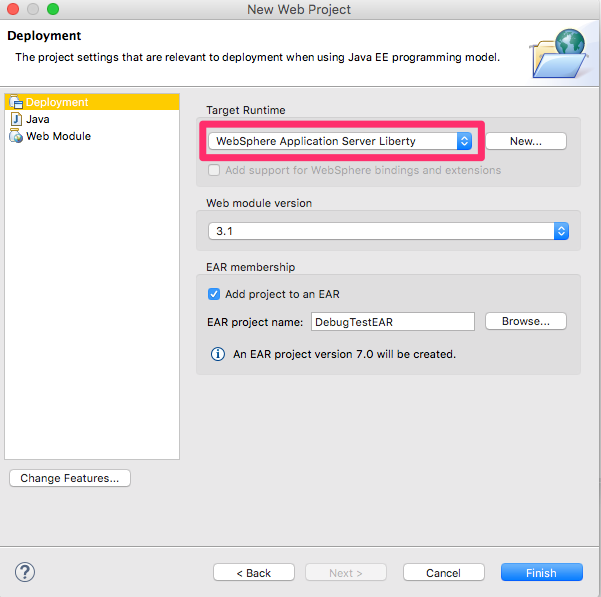 New Web Project
Deployment
The project settings that are relevant to deployment when using Java EE programming model.
Deployment
Java
Web Module
Target Runtime
WebSphere Application Server Liberty
New...
Add support for WebSphere bindings and extensions
Web module version
3.1
EAR membership
Add project to an EAR
EAR project name:
DebugTestEAR
Browse...
An EAR project version 7.0 will be created.
Change Features...
?
< Back
Next >
Cancel
Finish